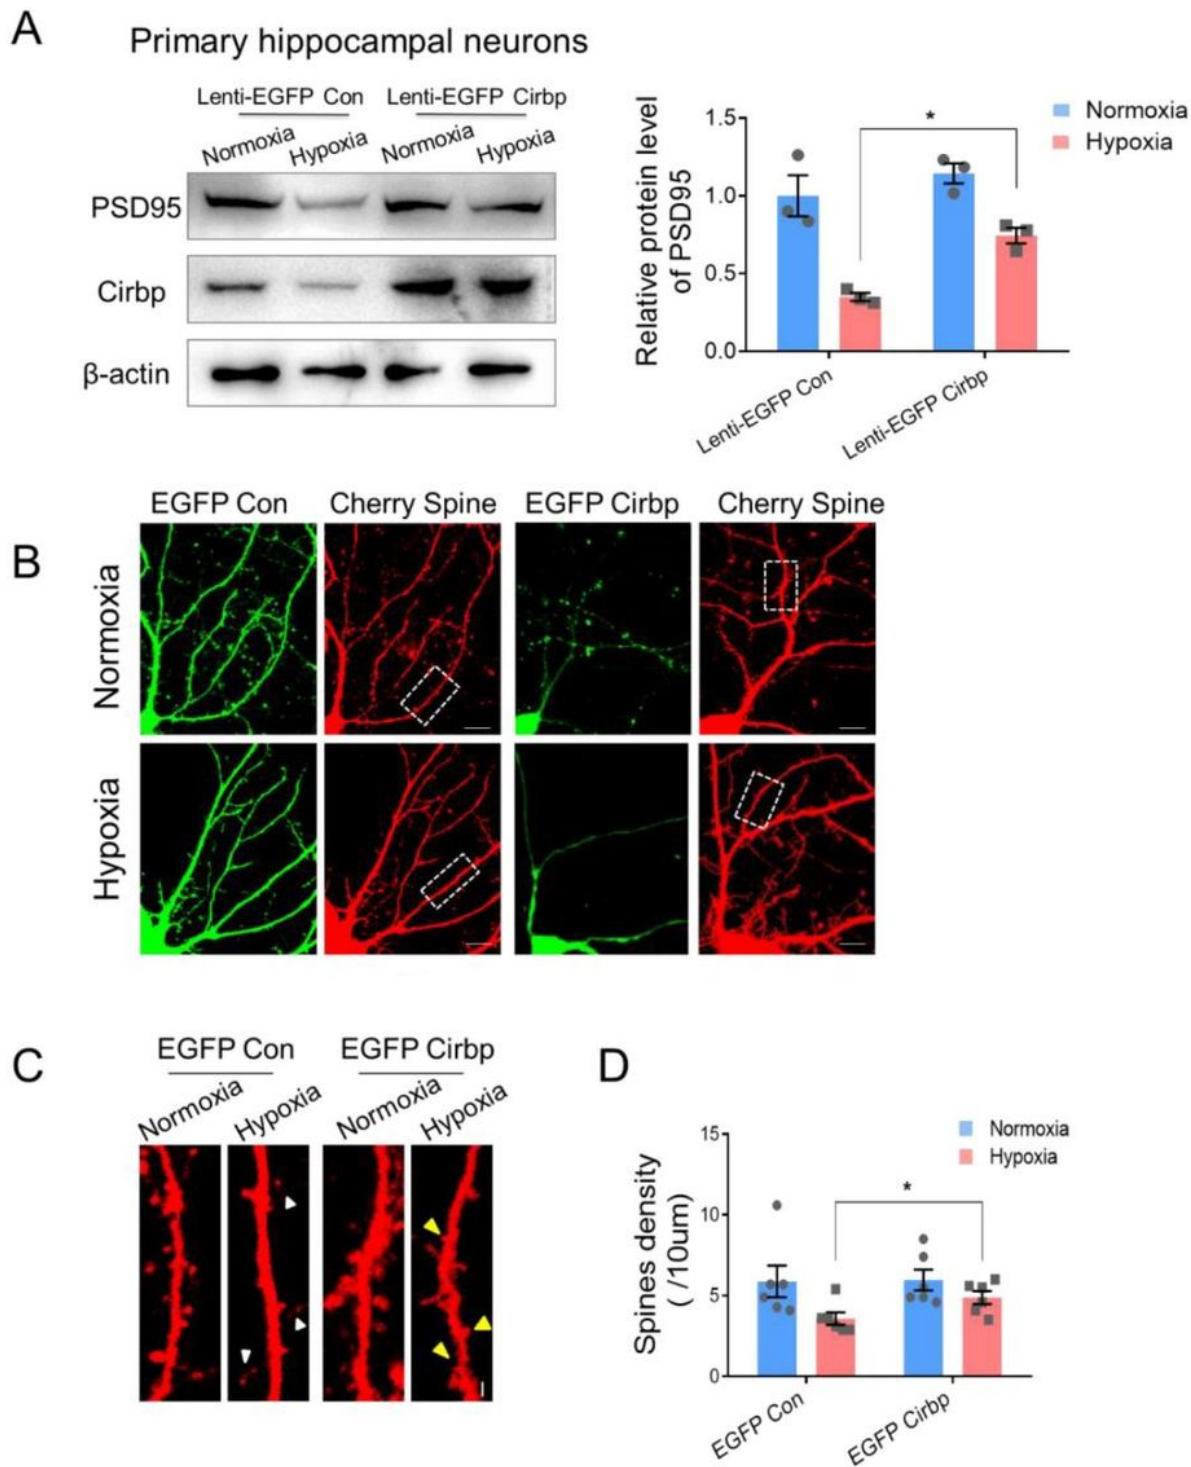 A
Primary hippocampal neurons
Lenti-EGFP Con Lenti-EGFP Cirbp
Normoxia Hypoxia Normoxia Hypoxia
PSD95
Cirbp
β-actin
Relative protein level
of PSD95
1.5
1.0
0.5
0.0
*
Normoxia
Hypoxia
Lenti-EGFP Con
Lenti-EGFP Cirbp
B
EGFP Con Cherry Spine EGFP Cirbp Cherry Spine
Normoxia
Hypoxia
C
EGFP Con EGFP Cirbp
Normoxia Hypoxia Normoxia Hypoxia
D
Spines density
( /10um)
15
10
5
0
*
Normoxia
Hypoxia
EGFP Con
EGFP Cirbp